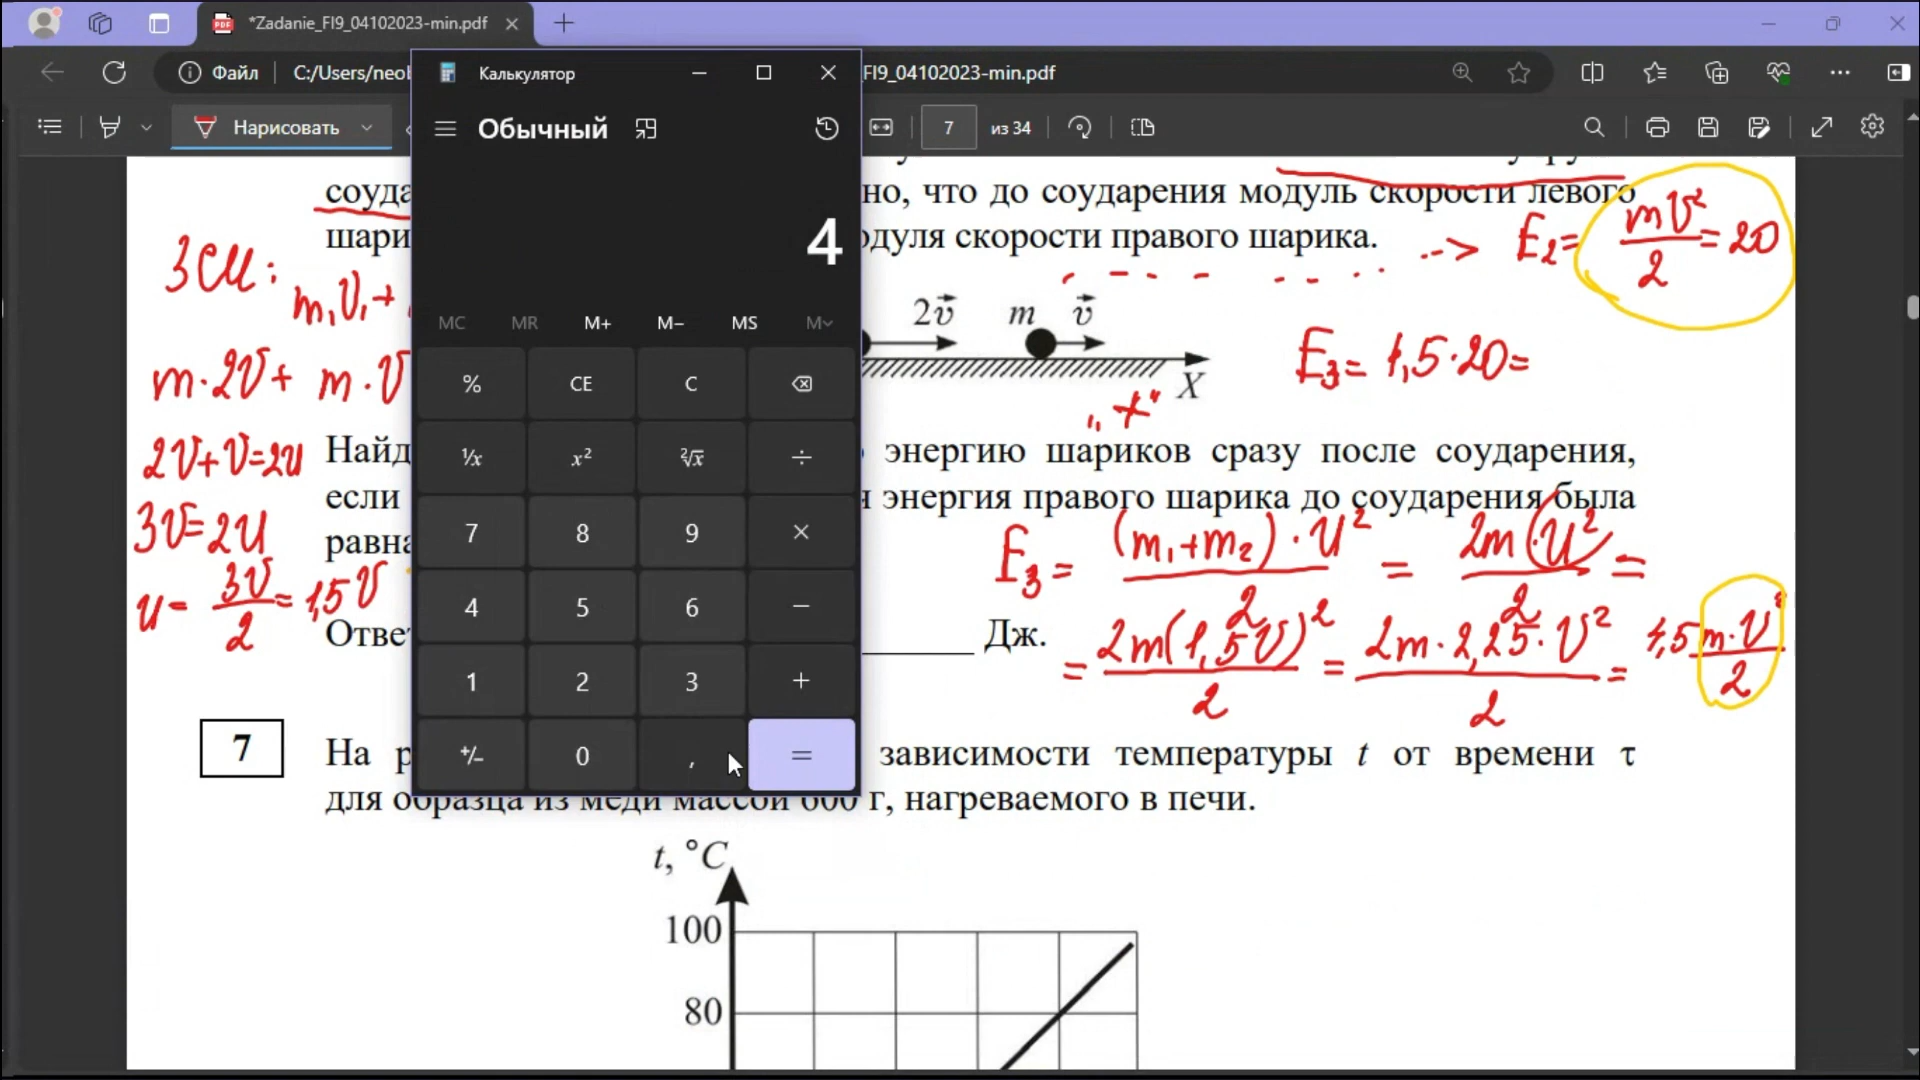 *Zadanie_FI9_04102023-min.pdf
Файл
C:/Users/neol
FI9_04102023-min.pdf
Нарисовать
7
из 34
Калькулятор
Обычный
4
MC MR M+ M− MS M
% CE C
¹/x x² ²√x ÷
7 8 9 ×
4 5 6 −
1 2 3 +
+/− 0 , =
соуда но, что до соударения модуль скорости левого
шари одуля скорости правого шарика.
--> E₂= mV²/2 = 20
ЗСИ:
m₁V₁+
m·2V+ m·V
2V+V=2U
3V=2U
U= 3V/2 = 1,5V
2v⃗ m v⃗
X
"+"
E₃= 1,5·20=
Найд энергию шариков сразу после соударения,
если я энергия правого шарика до соударения была
равна
E₃= (m₁+m₂)·U²/2 = 2m(·U²/2 =
= 2m(1,5V)²/2 = 2m·2,25·V²/2 = 1,5 m·V²/2
Отве Дж.
7
На р зависимости температуры t от времени τ
для образца из меди массой 600 г, нагреваемого в печи.
t, °C
100
80